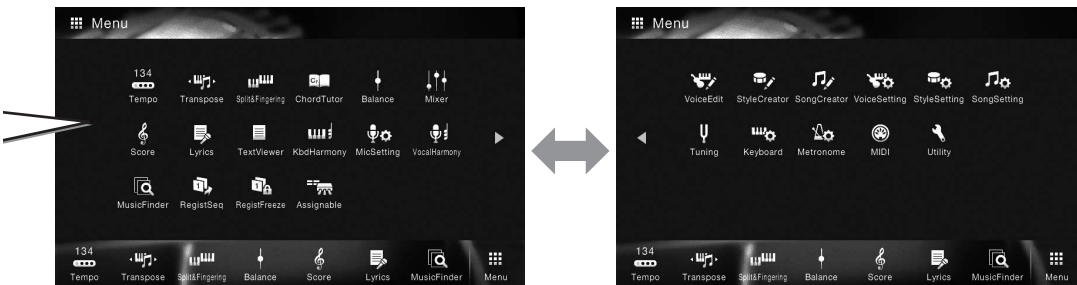 Menu
134
Tempo Transpose Split&Fingering ChordTutor Balance Mixer
Score Lyrics TextViewer KbdHarmony MicSetting VocalHarmony
MusicFinder RegistSeq RegistFreeze Assignable
134
Tempo Transpose Split&Fingering Balance Score Lyrics MusicFinder Menu
Menu
VoiceEdit StyleCreator SongCreator VoiceSetting StyleSetting SongSetting
Tuning Keyboard Metronome MIDI Utility
134
Tempo Transpose Split&Fingering Balance Score Lyrics MusicFinder Menu